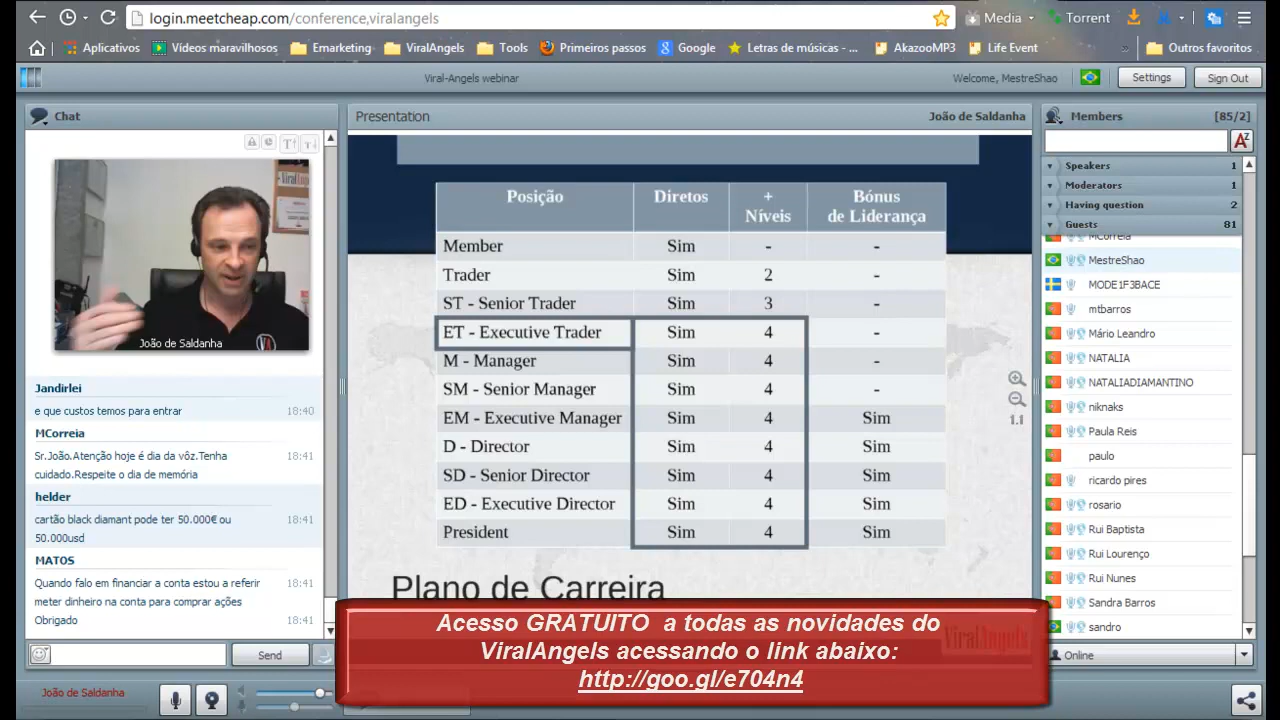 login.meetcheap.com/conference,viralangels
Media
Torrent
Aplicativos
Vídeos maravilhosos
Emarketing
ViralAngels
Tools
Primeiros passos
Google
Letras de músicas - ...
AkazooMP3
Life Event
»
Outros favoritos
Viral-Angels webinar
Welcome, MestreShao
Settings
Sign Out
Chat
João de Saldanha
Jandirlei
e que custos temos para entrar 18:40
MCorreia
Sr.João.Atenção hoje é dia da vôz.Tenha 18:41
cuidado.Respeite o dia de memória
helder
cartão black diamant pode ter 50.000€ ou 18:41
50.000usd
MATOS
Quando falo em financiar a conta estou a referir 18:41
meter dinheiro na conta para comprar ações
Obrigado 18:41
Send
João de Saldanha
Presentation
João de Saldanha
Posição Diretos + Níveis Bónus de Liderança
Member Sim - -
Trader Sim 2 -
ST - Senior Trader Sim 3 -
ET - Executive Trader Sim 4 -
M - Manager Sim 4 -
SM - Senior Manager Sim 4 -
EM - Executive Manager Sim 4 Sim
D - Director Sim 4 Sim
SD - Senior Director Sim 4 Sim
ED - Executive Director Sim 4 Sim
President Sim 4 Sim
1.1
Plano de Carreira
ViralAngels
Acesso GRATUITO a todas as novidades do
ViralAngels acessando o link abaixo:
http://goo.gl/e704n4
Members [85/2]
Speakers 1
Moderators 1
Having question 2
Guests 81
MCorreia
MestreShao
MODE1F3BACE
mtbarros
Mário Leandro
NATALIA
NATALIADIAMANTINO
niknaks
Paula Reis
paulo
ricardo pires
rosario
Rui Baptista
Rui Lourenço
Rui Nunes
Sandra Barros
sandro
Online